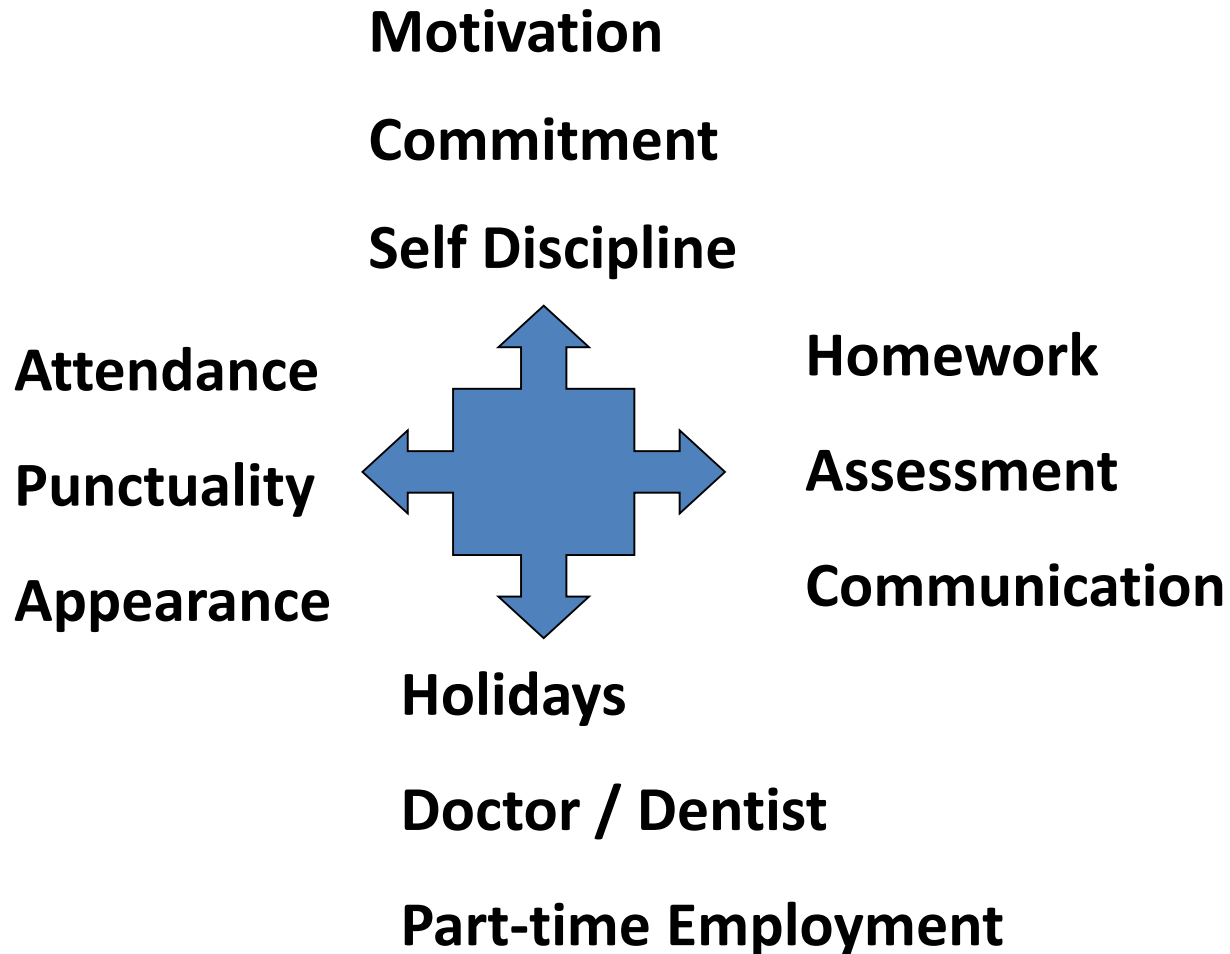 Motivation
Commitment
Self Discipline
Attendance
Punctuality
Appearance
Homework
Assessment
Communication
Holidays
Doctor / Dentist
Part-time Employment